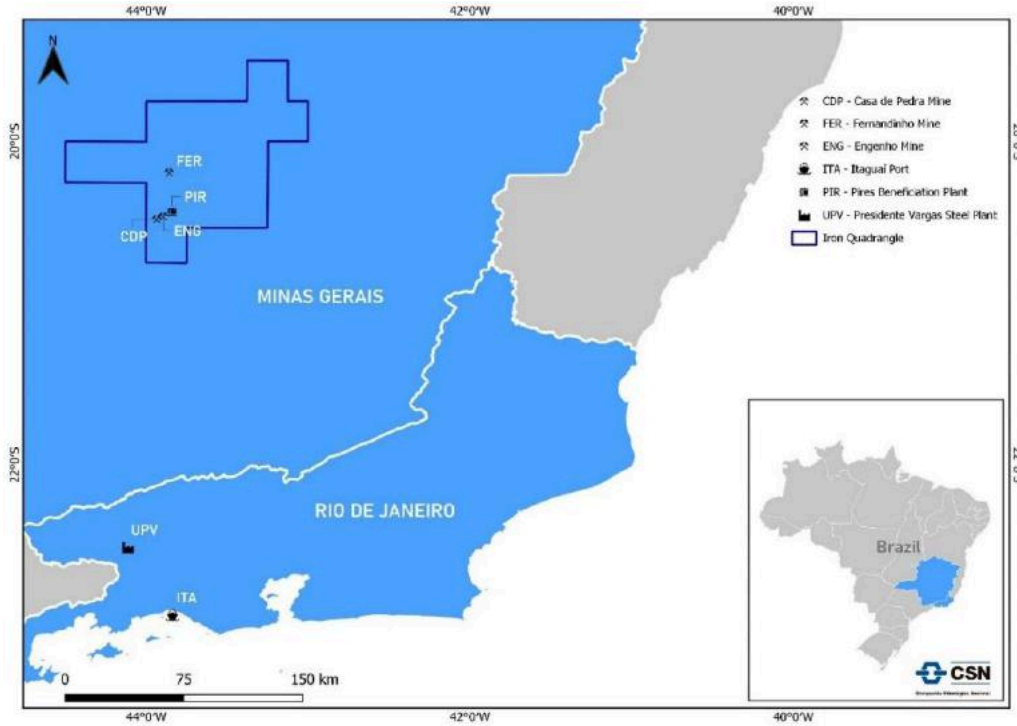 44°0'W 42°0'W 40°0'W
N
CDP - Casa de Pedra Mine
FER - Fernandinho Mine
ENG - Engenho Mine
ITA - Itaguaí Port
PIR - Pires Beneficiation Plant
UPV - Presidente Vargas Steel Plant
Iron Quadrangle
20°0'S
FER
PIR
CDP
ENG
MINAS GERAIS
22°0'S
RIO DE JANEIRO
UPV
ITA
Brazil
CSN
0 75 150 km
44°0'W 42°0'W 40°0'W